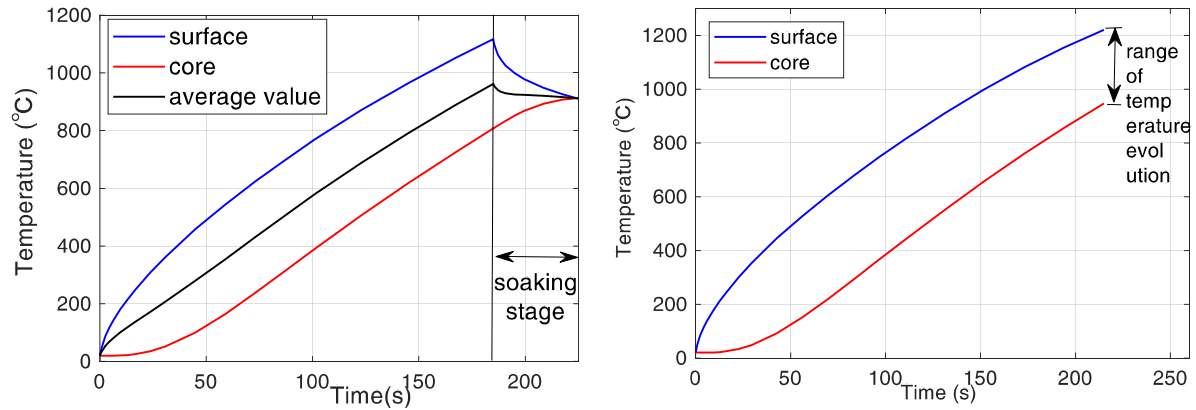 1200
1000
800
600
400
200
0
Temperature (°C)
surface
core
average value
soaking
stage
0
50
100
150
200
Time(s)
1200
1000
800
600
400
200
0
Temperature (°C)
surface
core
range
of
temp
erature
evol
ution
0
50
100
150
200
250
Time (s)